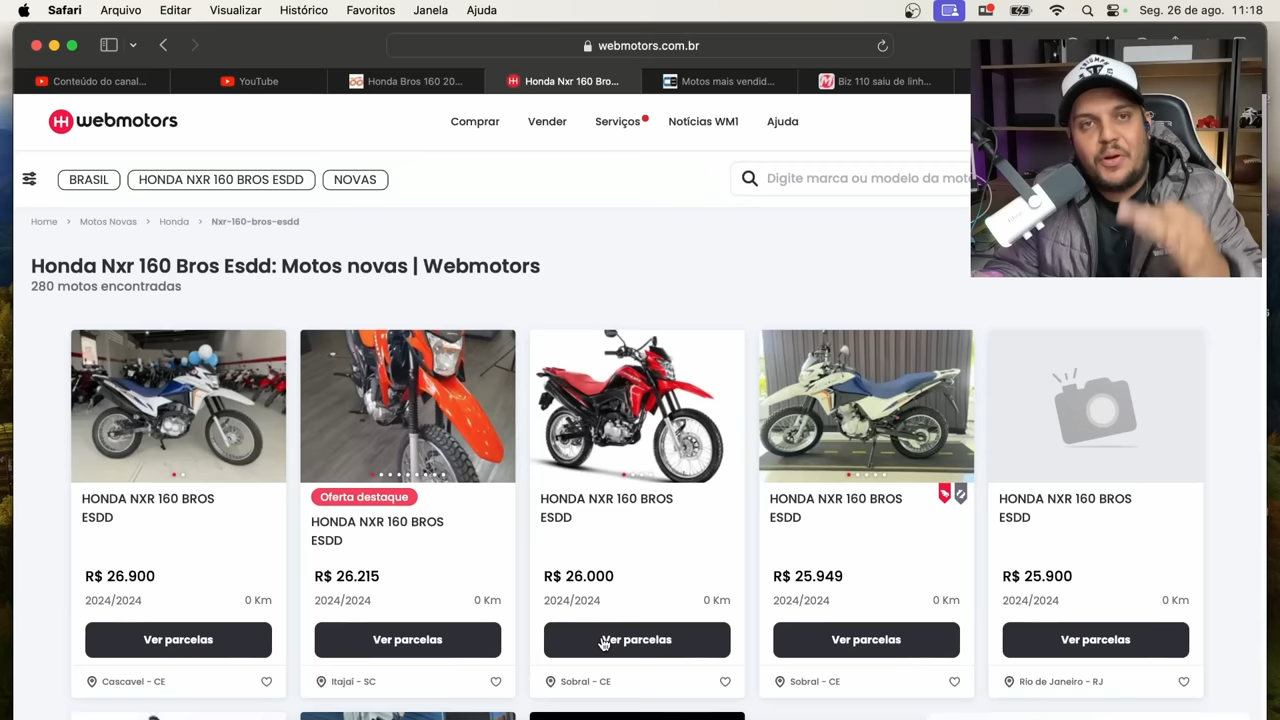 Safari Arquivo Editar Visualizar Histórico Favoritos Janela Ajuda Seg. 26 de ago. 11:18
webmotors.com.br
Conteúdo do canal... YouTube Honda Bros 160 20... Honda Nxr 160 Bro... Motos mais vendid... Biz 110 saiu de linh...
webmotors Comprar Vender Serviços Notícias WM1 Ajuda
BRASIL HONDA NXR 160 BROS ESDD NOVAS Digite marca ou modelo da mot
Home > Motos Novas > Honda > Nxr-160-bros-esdd
Honda Nxr 160 Bros Esdd: Motos novas | Webmotors
280 motos encontradas
HONDA NXR 160 BROS
ESDD
R$ 26.900
2024/2024 0 Km
Ver parcelas
Cascavel - CE
Oferta destaque
HONDA NXR 160 BROS
ESDD
R$ 26.215
2024/2024 0 Km
Ver parcelas
Itajaí - SC
HONDA NXR 160 BROS
ESDD
R$ 26.000
2024/2024 0 Km
Ver parcelas
Sobral - CE
HONDA NXR 160 BROS
ESDD
R$ 25.949
2024/2024 0 Km
Ver parcelas
Sobral - CE
HONDA NXR 160 BROS
ESDD
R$ 25.900
2024/2024 0 Km
Ver parcelas
Rio de Janeiro - RJ